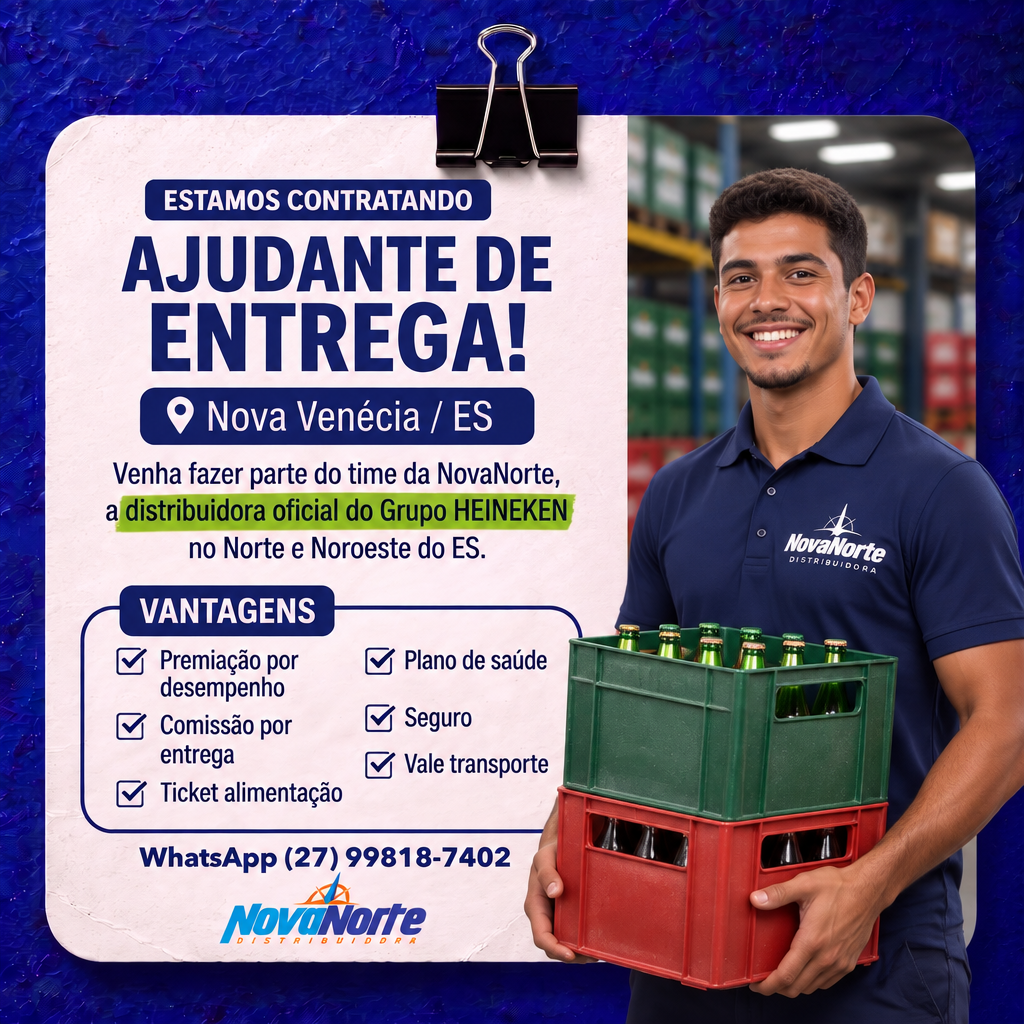 ESTAMOS CONTRATANDO
AJUDANTE DE
ENTREGA!
Nova Venécia / ES
Venha fazer parte do time da NovaNorte,
a distribuidora oficial do Grupo HEINEKEN
no Norte e Noroeste do ES.
VANTAGENS
Premiação por
desempenho
Comissão por
entrega
Ticket alimentação
Plano de saúde
Seguro
Vale transporte
WhatsApp (27) 99818-7402
NovaNorte
DISTRIBUIDORA
NovaNorte
DISTRIBUIDORA